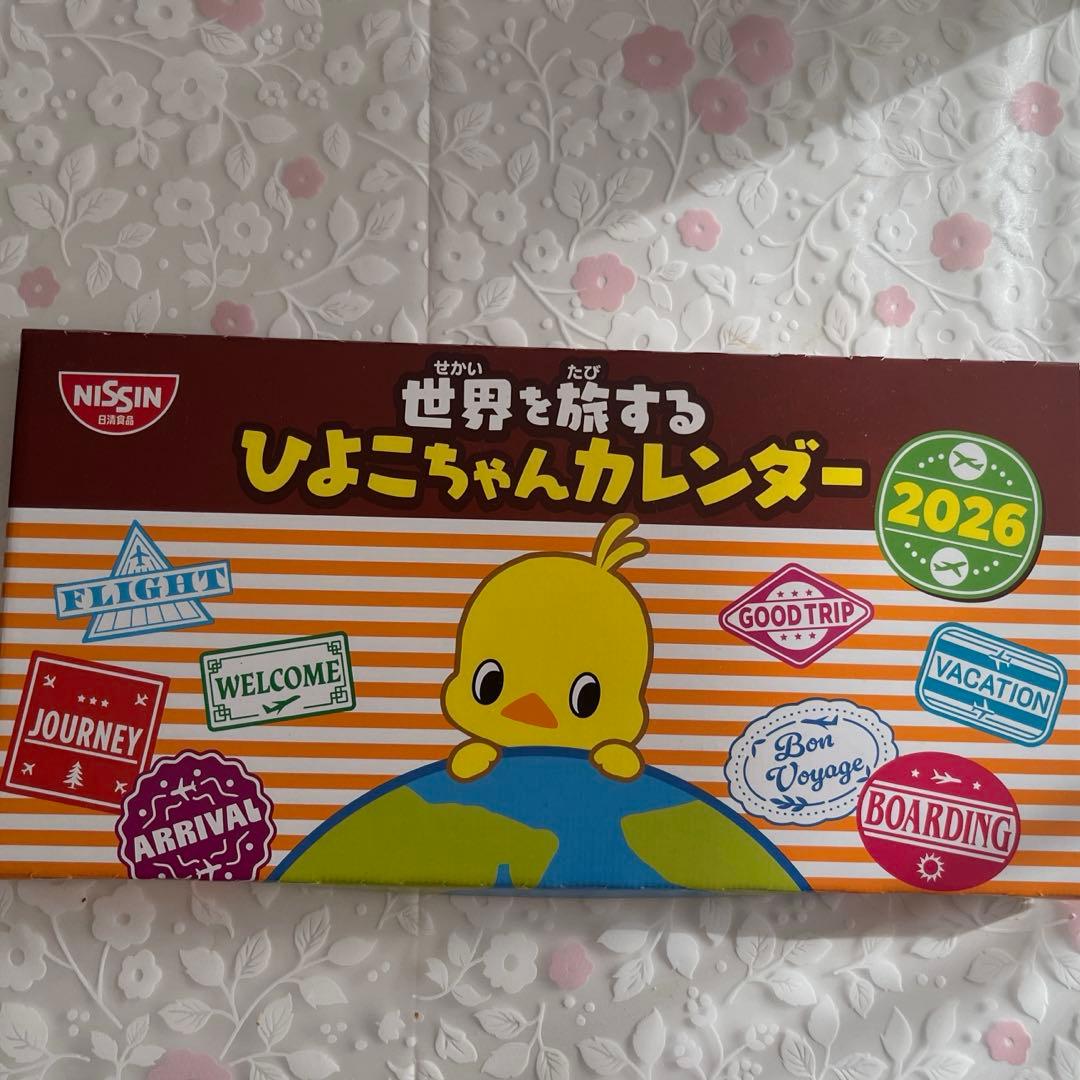 NISSIN
日清食品
せかい たび
世界を旅する
ひよこちゃんカレンダー
2026
FLIGHT
GOOD TRIP
WELCOME
VACATION
JOURNEY
Bon
Voyage
ARRIVAL
BOARDING